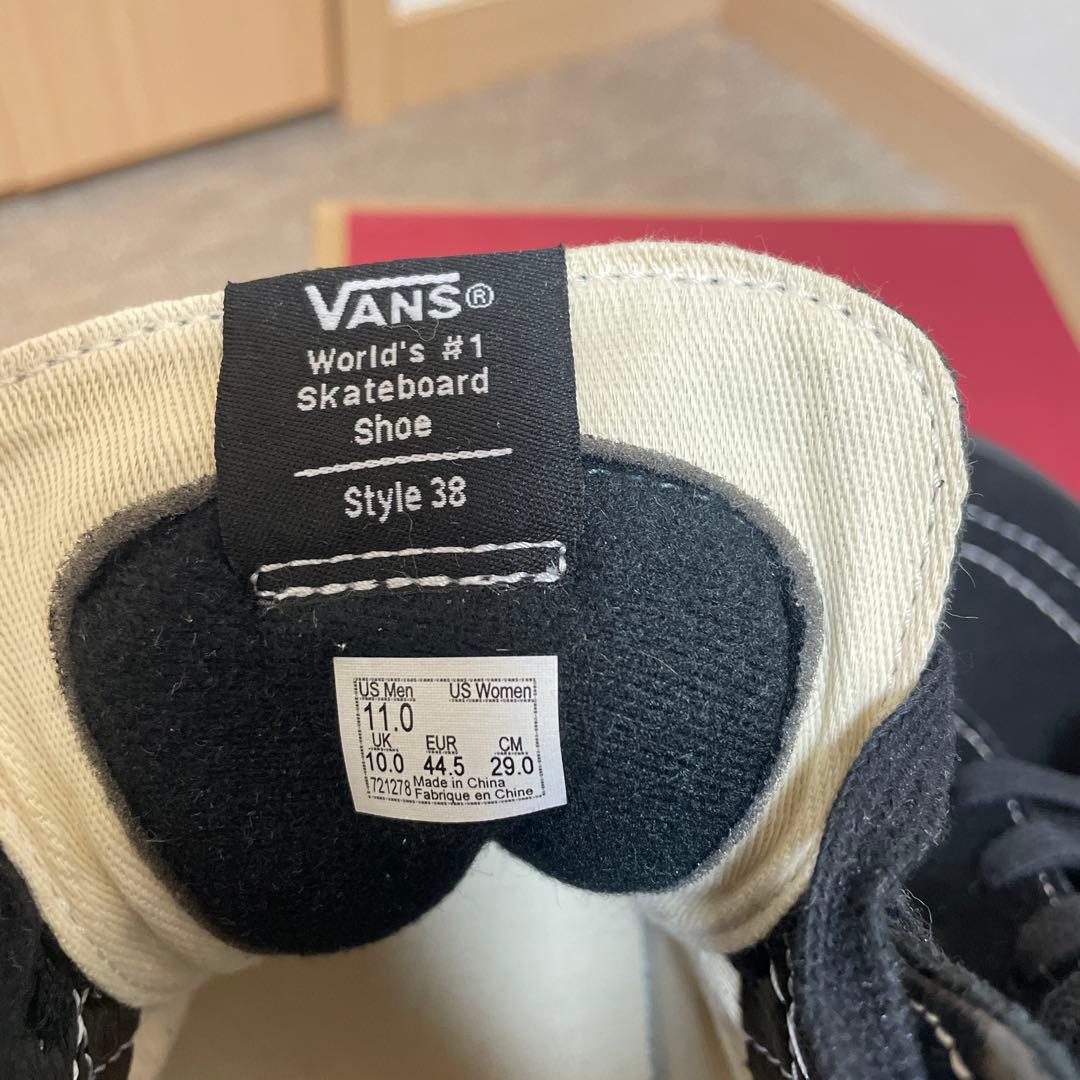 VANS®
World's #1
Skateboard
Shoe
Style 38
US Men US Women
11.0
UK EUR CM
10.0 44.5 29.0
721278 Made in China
Fabrique en Chine